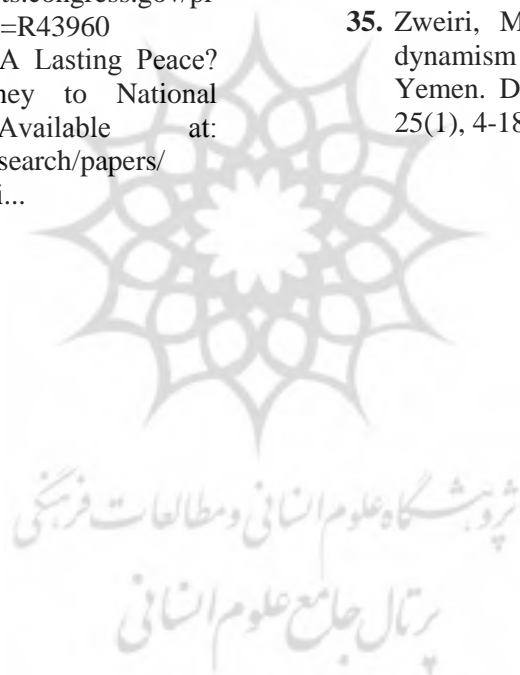 ts.congress.gov/pr
=R43960
A Lasting Peace?
ney to National
Available at:
search/papers/
i...
35. Zweiri, M
dynamism
Yemen. D
25(1), 4-18
پژوهشگاه علوم انسانی و مطالعات فرهنگی
پرتال جامع علوم انسانی